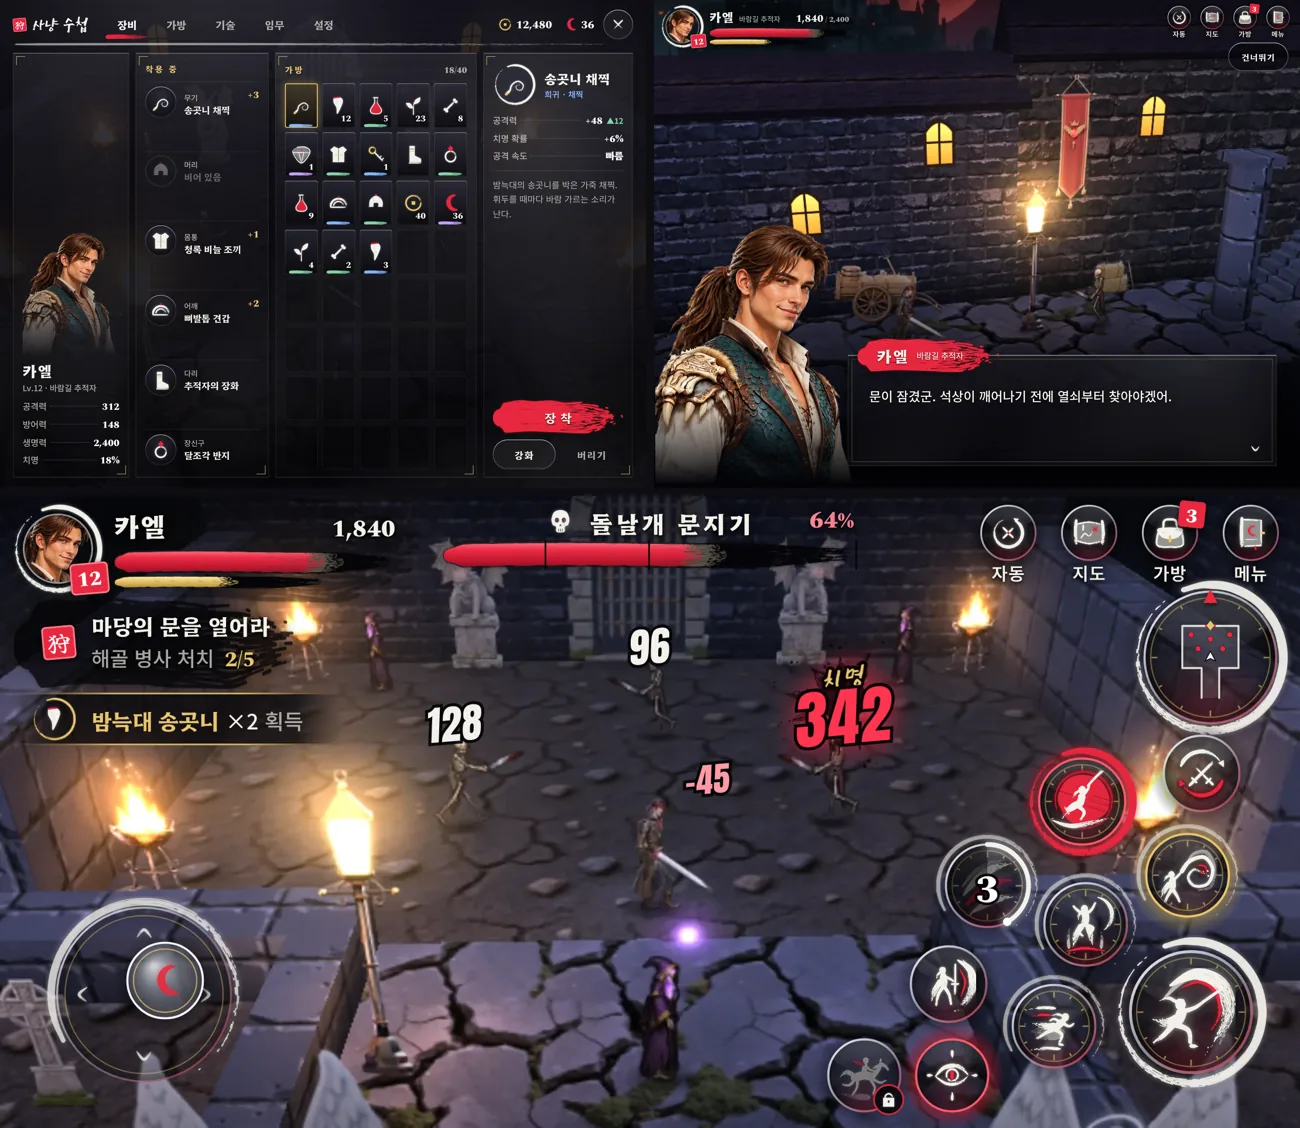 狩 사냥 수첩
장비
가방
기술
임무
설정
12,480
36
카엘
Lv.12 · 바람길 추적자
공격력 312
방어력 148
생명력 2,400
치명 18%
착용 중
무기 +3
송곳니 채찍
머리
비어 있음
몸통 +1
청록 비늘 조끼
어깨 +2
뼈발톱 견갑
다리
추적자의 장화
장신구
달조각 반지
가방 18/40
12 5 23 8
1 1
9 40 36
4 2 3
송곳니 채찍
희귀 · 채찍
공격력 +48 ▲12
치명 확률 +6%
공격 속도 빠름
밤늑대의 송곳니를 박은 가죽 채찍.
휘두를 때마다 바람 가르는 소리가
난다.
장착
강화
버리기
카엘 바람길 추적자 1,840 / 2,400
12
자동
지도
3
가방
메뉴
건너뛰기
카엘 바람길 추적자
문이 잠겼군. 석상이 깨어나기 전에 열쇠부터 찾아야겠어.
카엘 1,840
12
돌날개 문지기 64%
자동
지도
3
가방
메뉴
狩
마당의 문을 열어라
해골 병사 처치 2/5
밤늑대 송곳니 ×2 획득
96
128
치명
342
-45
3